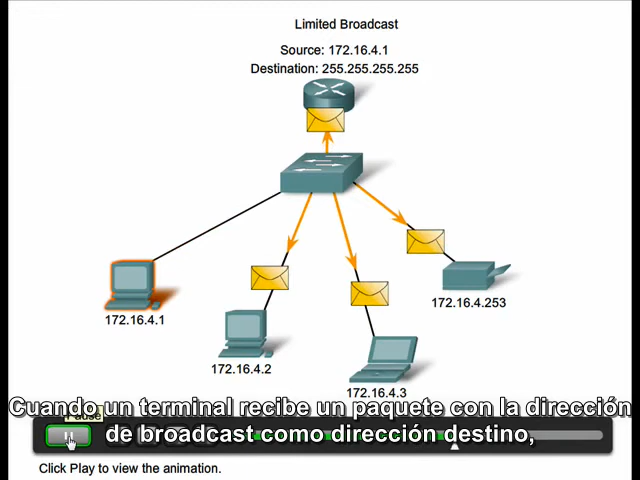 Limited Broadcast
Source: 172.16.4.1
Destination: 255.255.255.255
172.16.4.253
172.16.4.1
172.16.4.2
172.16.4.3
Pause
Cuando un terminal recibe un paquete con la dirección
de broadcast como dirección destino,
Click Play to view the animation.